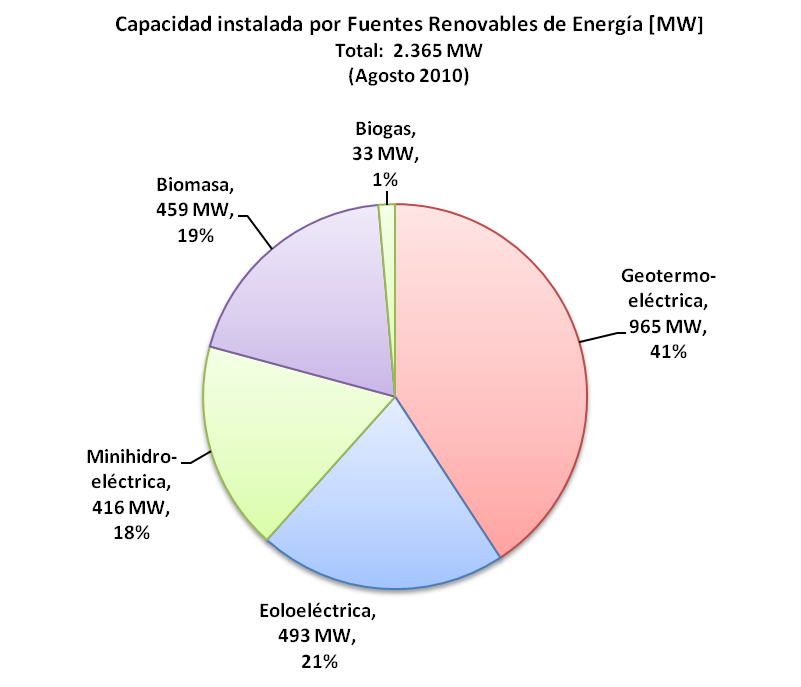 Capacidad instalada por Fuentes Renovables de Energía [MW]
Total: 2.365 MW
(Agosto 2010)
Biogas,
33 MW,
1%
Biomasa,
459 MW,
19%
Geotermo-
eléctrica,
965 MW,
41%
Minihidro-
eléctrica,
416 MW,
18%
Eoloeléctrica,
493 MW,
21%